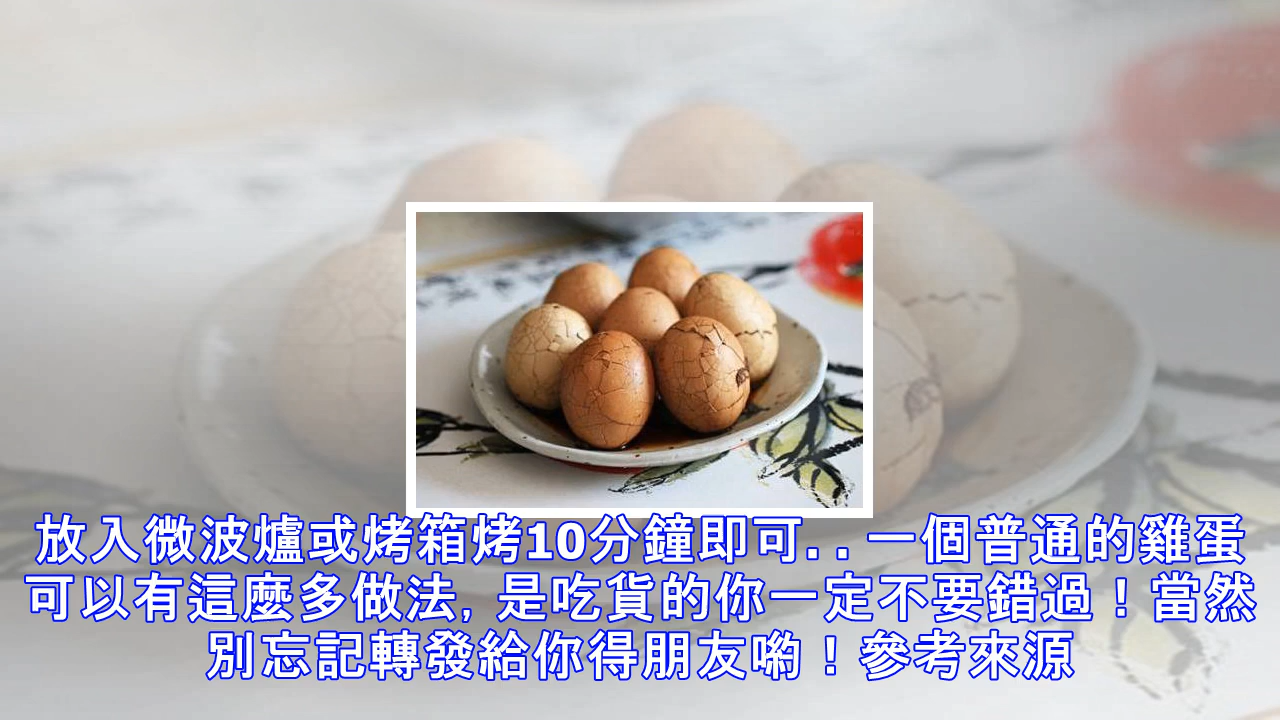 放入微波爐或烤箱烤10分鐘即可. . 一個普通的雞蛋
可以有這麼多做法, 是吃貨的你一定不要錯過！當然
別忘記轉發給你得朋友喲！參考來源